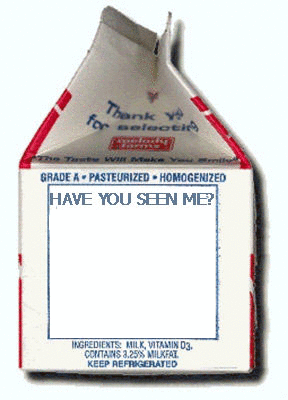 Thank Yo
for selecting
melody
farms
The Taste Will Make You Smile
GRADE A • PASTEURIZED • HOMOGENIZED
HAVE YOU SEEN ME?
INGREDIENTS: MILK, VITAMIN D3.
CONTAINS 3.25% MILKFAT.
KEEP REFRIGERATED